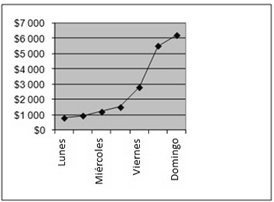 $7 000
$6 000
$5 000
$4 000
$3 000
$2 000
$1 000
$0
Lunes
Miércoles
Viernes
Domingo